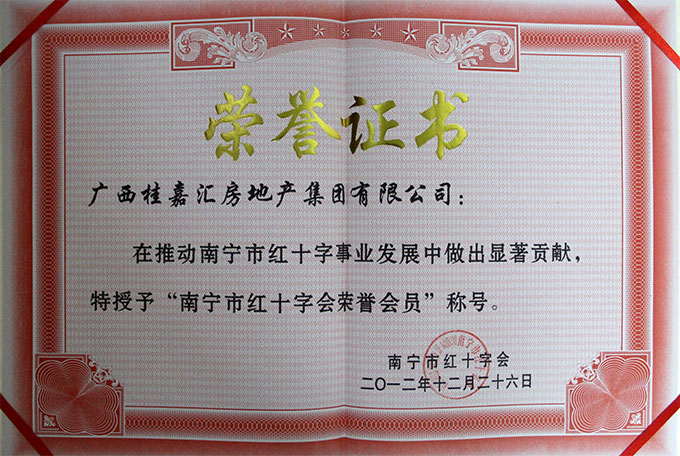 荣誉证书
广西桂嘉汇房地产集团有限公司：
在推动南宁市红十字事业发展中做出显著贡献，
特授予“南宁市红十字会荣誉会员”称号。
南宁市红十字会
二〇一二年十二月二十六日